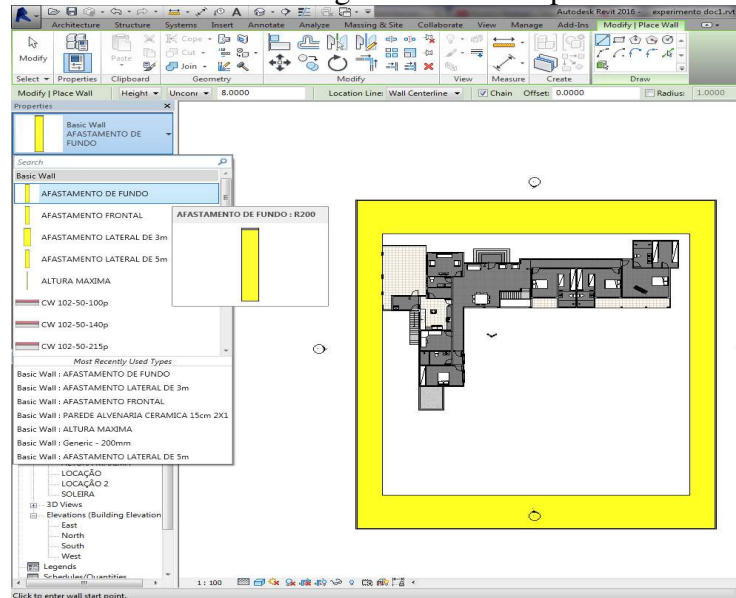 Autodesk Revit 2016 - experimento doc1.rvt
Architecture Structure Systems Insert Annotate Analyze Massing & Site Collaborate View Manage Add-Ins Modify | Place Wall
Modify Paste Cope Cut Join
Select Properties Clipboard Geometry Modify View Measure Create Draw
Modify | Place Wall Height Unconr 8.0000 Location Line: Wall Centerline Chain Offset: 0.0000 Radius: 1.0000
Properties
Basic Wall
AFASTAMENTO DE
FUNDO
Search
Basic Wall
AFASTAMENTO DE FUNDO
AFASTAMENTO FRONTAL
AFASTAMENTO DE FUNDO : R200
AFASTAMENTO LATERAL DE 3m
AFASTAMENTO LATERAL DE 5m
ALTURA MAXIMA
CW 102-50-100p
CW 102-50-140p
CW 102-50-215p
Most Recently Used Types
Basic Wall : AFASTAMENTO DE FUNDO
Basic Wall : AFASTAMENTO LATERAL DE 3m
Basic Wall : AFASTAMENTO FRONTAL
Basic Wall : PAREDE ALVENARIA CERAMICA 15cm 2X1
Basic Wall : ALTURA MAXIMA
Basic Wall : Generic - 200mm
Basic Wall : AFASTAMENTO LATERAL DE 5m
LOCAÇÃO
LOCAÇÃO 2
SOLEIRA
3D Views
Elevations (Building Elevation
East
North
South
West
Legends
Schedules/Quantities
1 : 100
Click to enter wall start point.